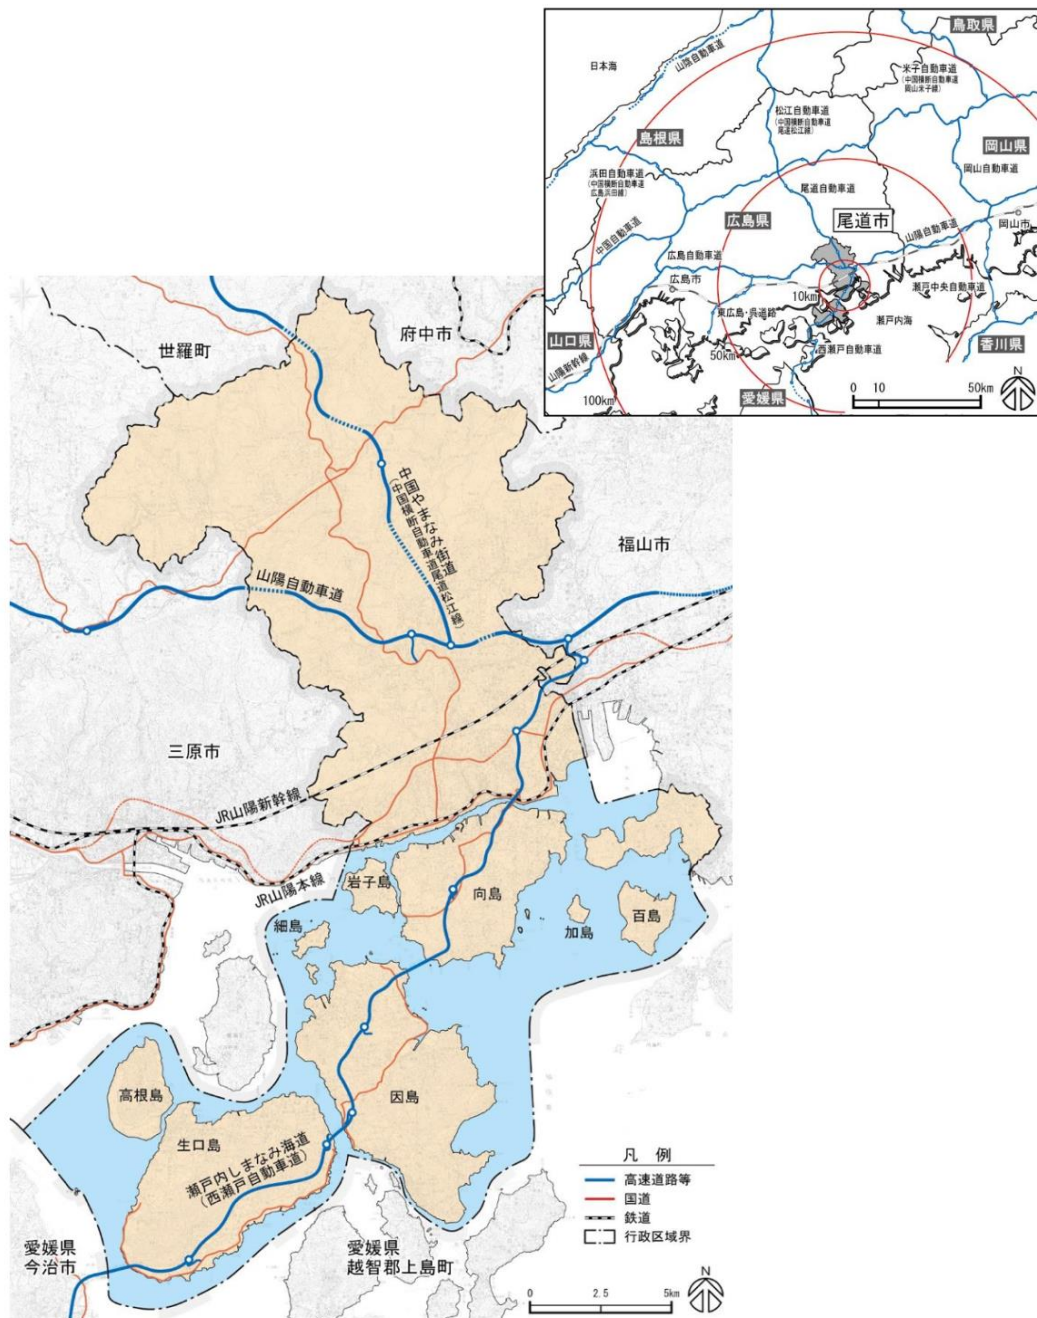 鳥取県
日本海
山陰自動車道
米子自動車道
(中国横断自動車道
岡山米子線)
松江自動車道
(中国横断自動車道
尾道松江線)
島根県
岡山県
浜田自動車道
(中国横断自動車道
広島浜田線)
岡山自動車道
尾道自動車道
広島県
尾道市
中国自動車道
山陽自動車道
岡山市
広島自動車道
広島市
10km
瀬戸中央自動車道
東広島・呉道路
瀬戸内海
山口県
香川県
山陽新幹線
50km
西瀬戸自動車道
100km
愛媛県
0 10 50km
N
世羅町
府中市
中国やまなみ街道
(中国横断自動車道尾道松江線)
福山市
山陽自動車道
三原市
JR山陽新幹線
JR山陽本線
岩子島
向島
細島
加島
百島
高根島
生口島
因島
瀬戸内しまなみ海道
(西瀬戸自動車道)
凡 例
高速道路等
国道
鉄道
行政区域界
愛媛県
今治市
愛媛県
越智郡上島町
0 2.5 5km
N